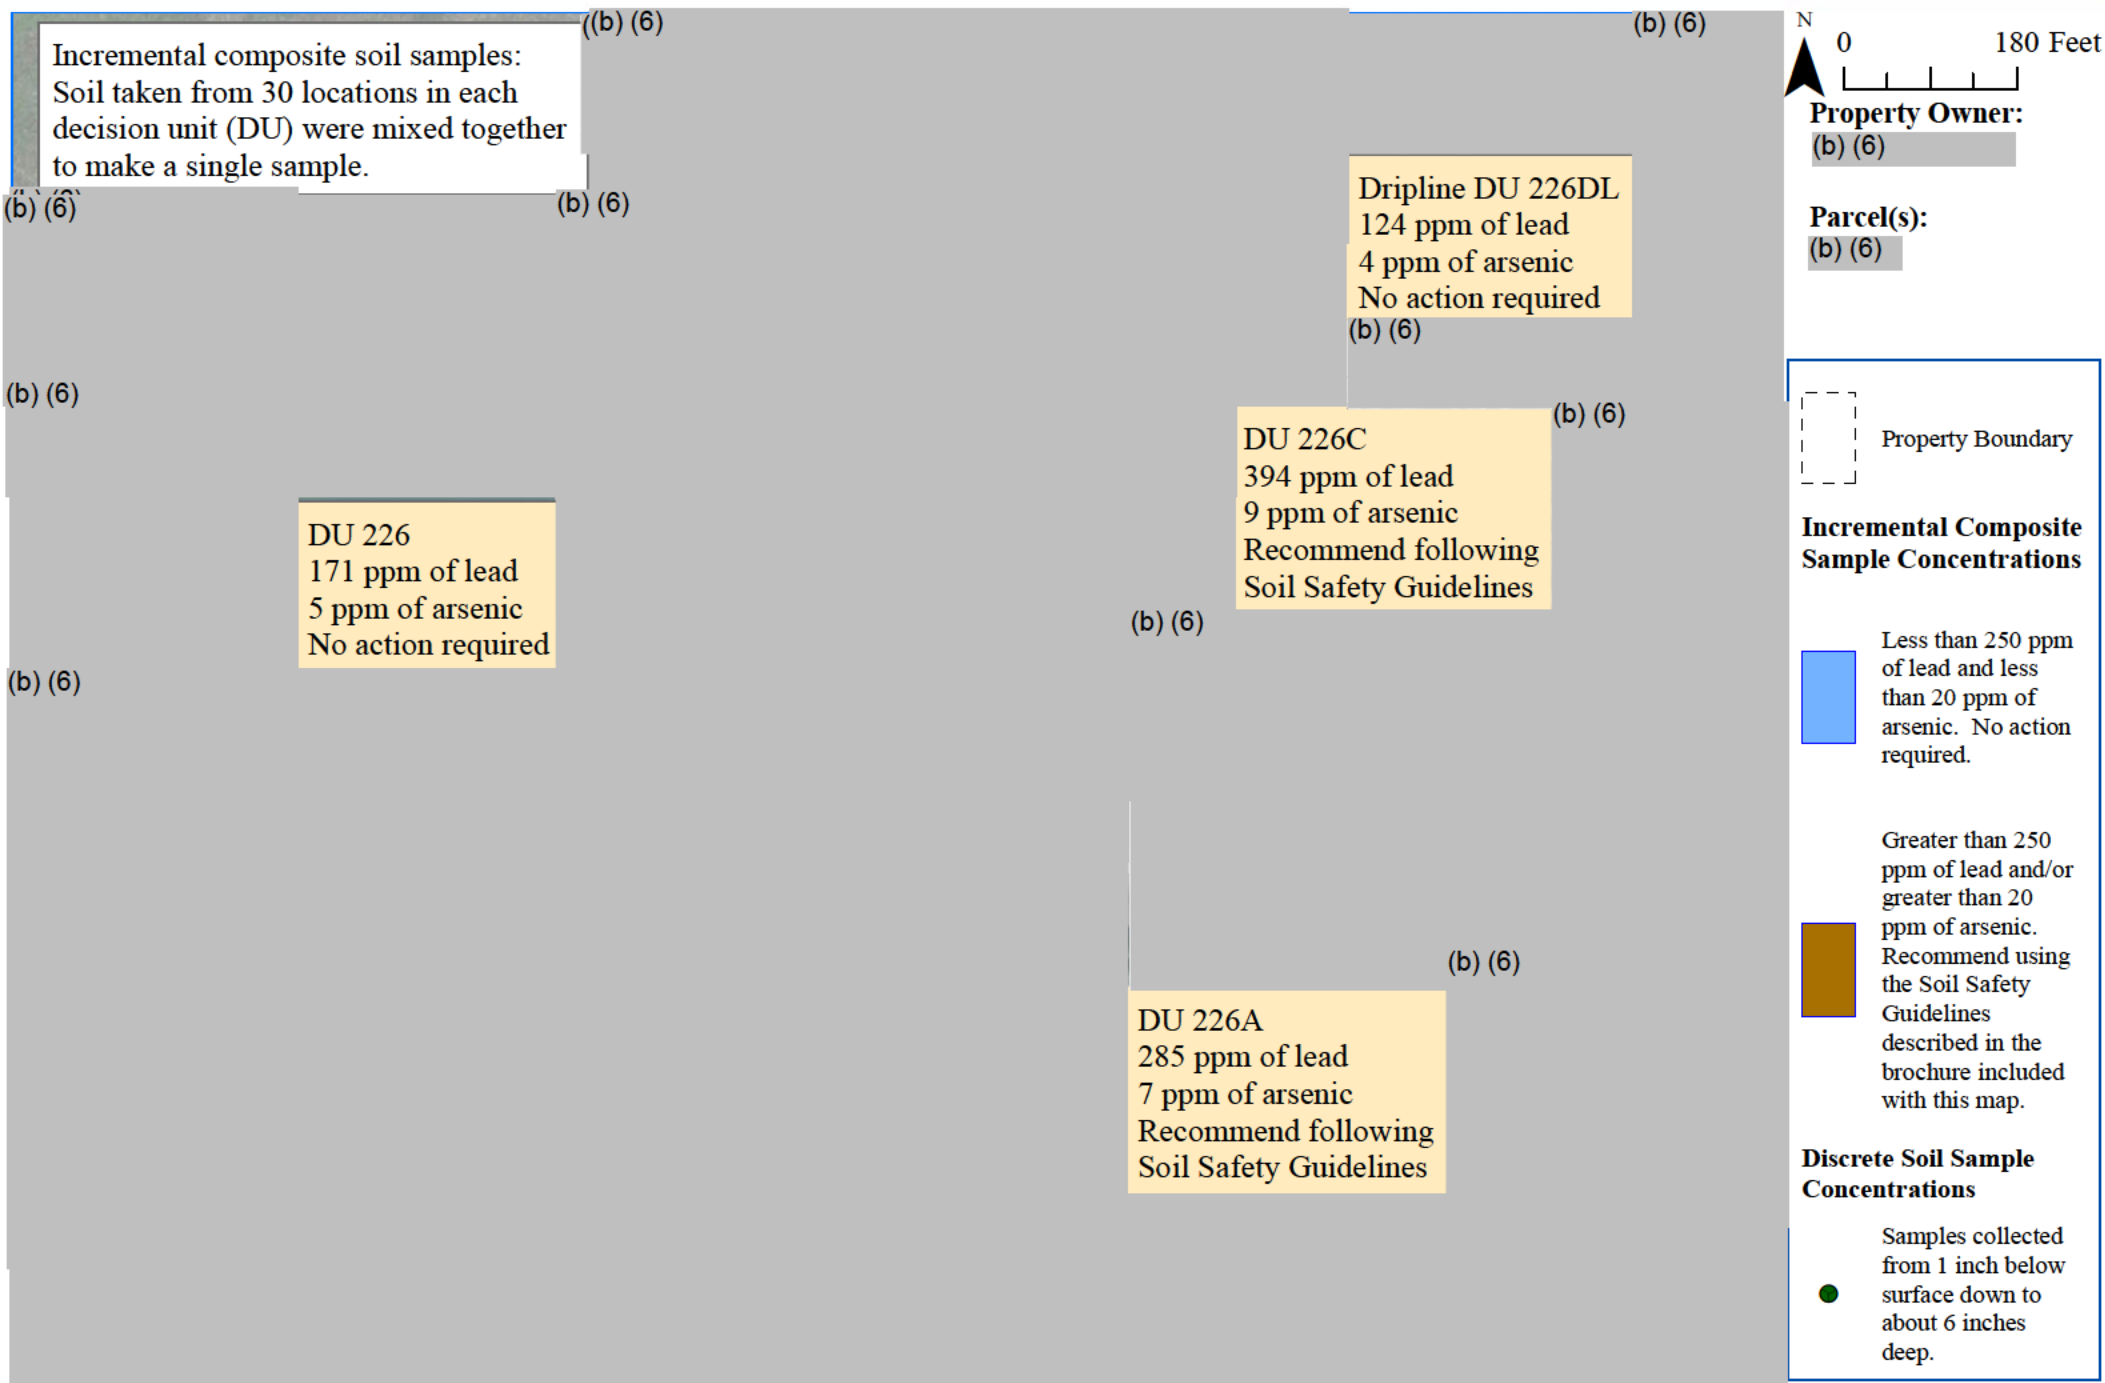 Incremental composite soil samples:
Soil taken from 30 locations in each
decision unit (DU) were mixed together
to make a single sample.
((b) (6)
(b) (6)
(b) (6)
(b) (6)
Dripline DU 226DL
124 ppm of lead
4 ppm of arsenic
No action required
(b) (6)
(b) (6)
(b) (6)
DU 226C
394 ppm of lead
9 ppm of arsenic
Recommend following
Soil Safety Guidelines
DU 226
171 ppm of lead
5 ppm of arsenic
No action required
(b) (6)
(b) (6)
(b) (6)
DU 226A
285 ppm of lead
7 ppm of arsenic
Recommend following
Soil Safety Guidelines
N
0 180 Feet
Property Owner:
(b) (6)
Parcel(s):
(b) (6)
Property Boundary
Incremental Composite
Sample Concentrations
Less than 250 ppm
of lead and less
than 20 ppm of
arsenic. No action
required.
Greater than 250
ppm of lead and/or
greater than 20
ppm of arsenic.
Recommend using
the Soil Safety
Guidelines
described in the
brochure included
with this map.
Discrete Soil Sample
Concentrations
Samples collected
from 1 inch below
surface down to
about 6 inches
deep.